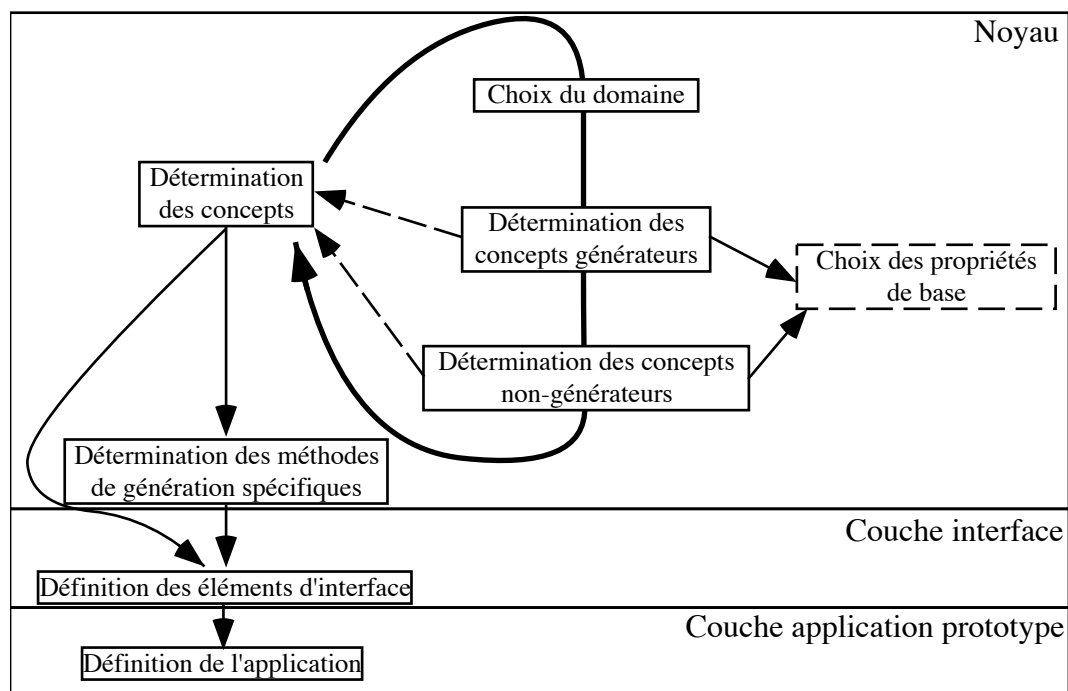 Noyau
Choix du domaine
Détermination
des concepts
Détermination des
concepts générateurs
Choix des propriétés
de base
Détermination des concepts
non-générateurs
Détermination des méthodes
de génération spécifiques
Couche interface
Définition des éléments d'interface
Couche application prototype
Définition de l'application